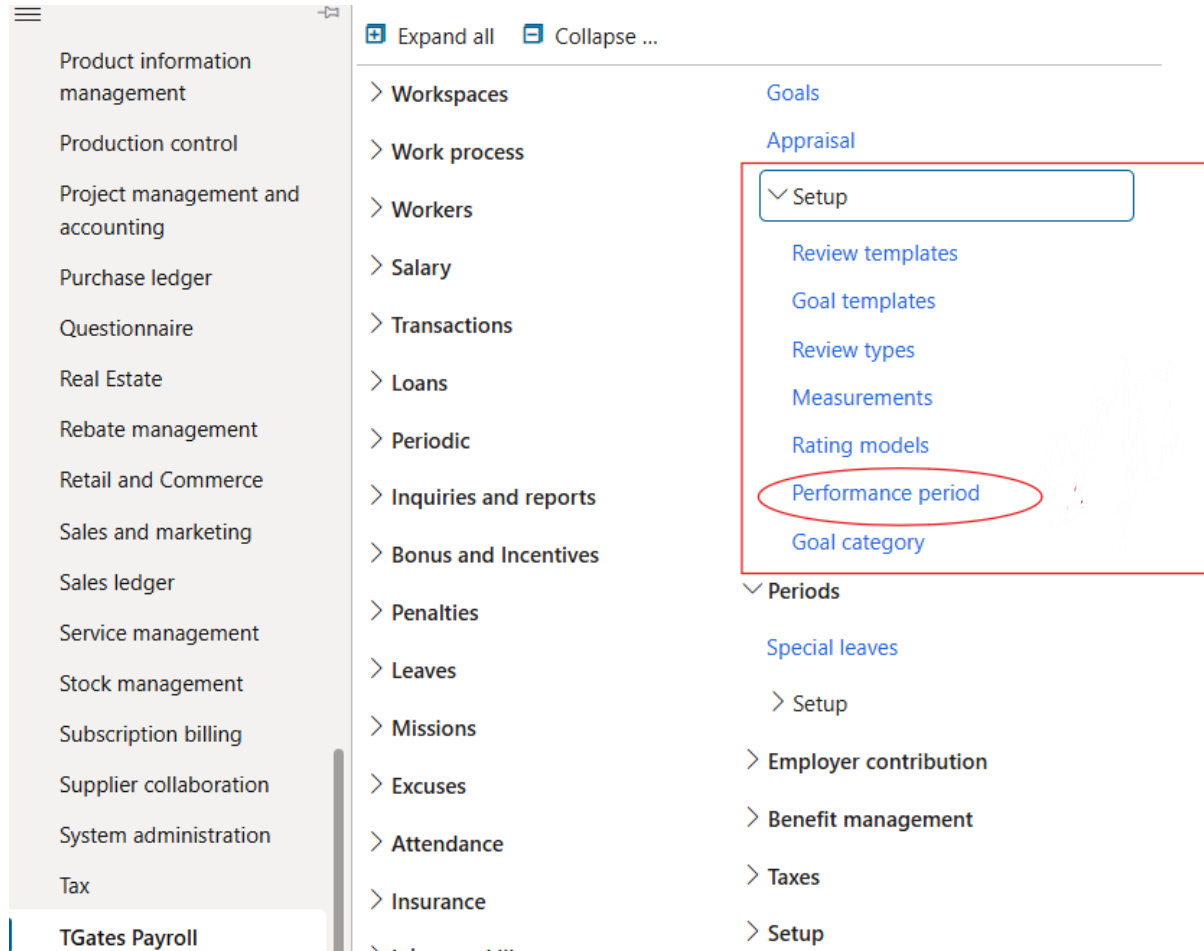 Product information
management
Production control
Project management and
accounting
Purchase ledger
Questionnaire
Real Estate
Rebate management
Retail and Commerce
Sales and marketing
Sales ledger
Service management
Stock management
Subscription billing
Supplier collaboration
System administration
Tax
TGates Payroll
Expand all Collapse ...
Workspaces
Work process
Workers
Salary
Transactions
Loans
Periodic
Inquiries and reports
Bonus and Incentives
Penalties
Leaves
Missions
Excuses
Attendance
Insurance
Goals
Appraisal
Setup
Review templates
Goal templates
Review types
Measurements
Rating models
Performance period
Goal category
Periods
Special leaves
Setup
Employer contribution
Benefit management
Taxes
Setup